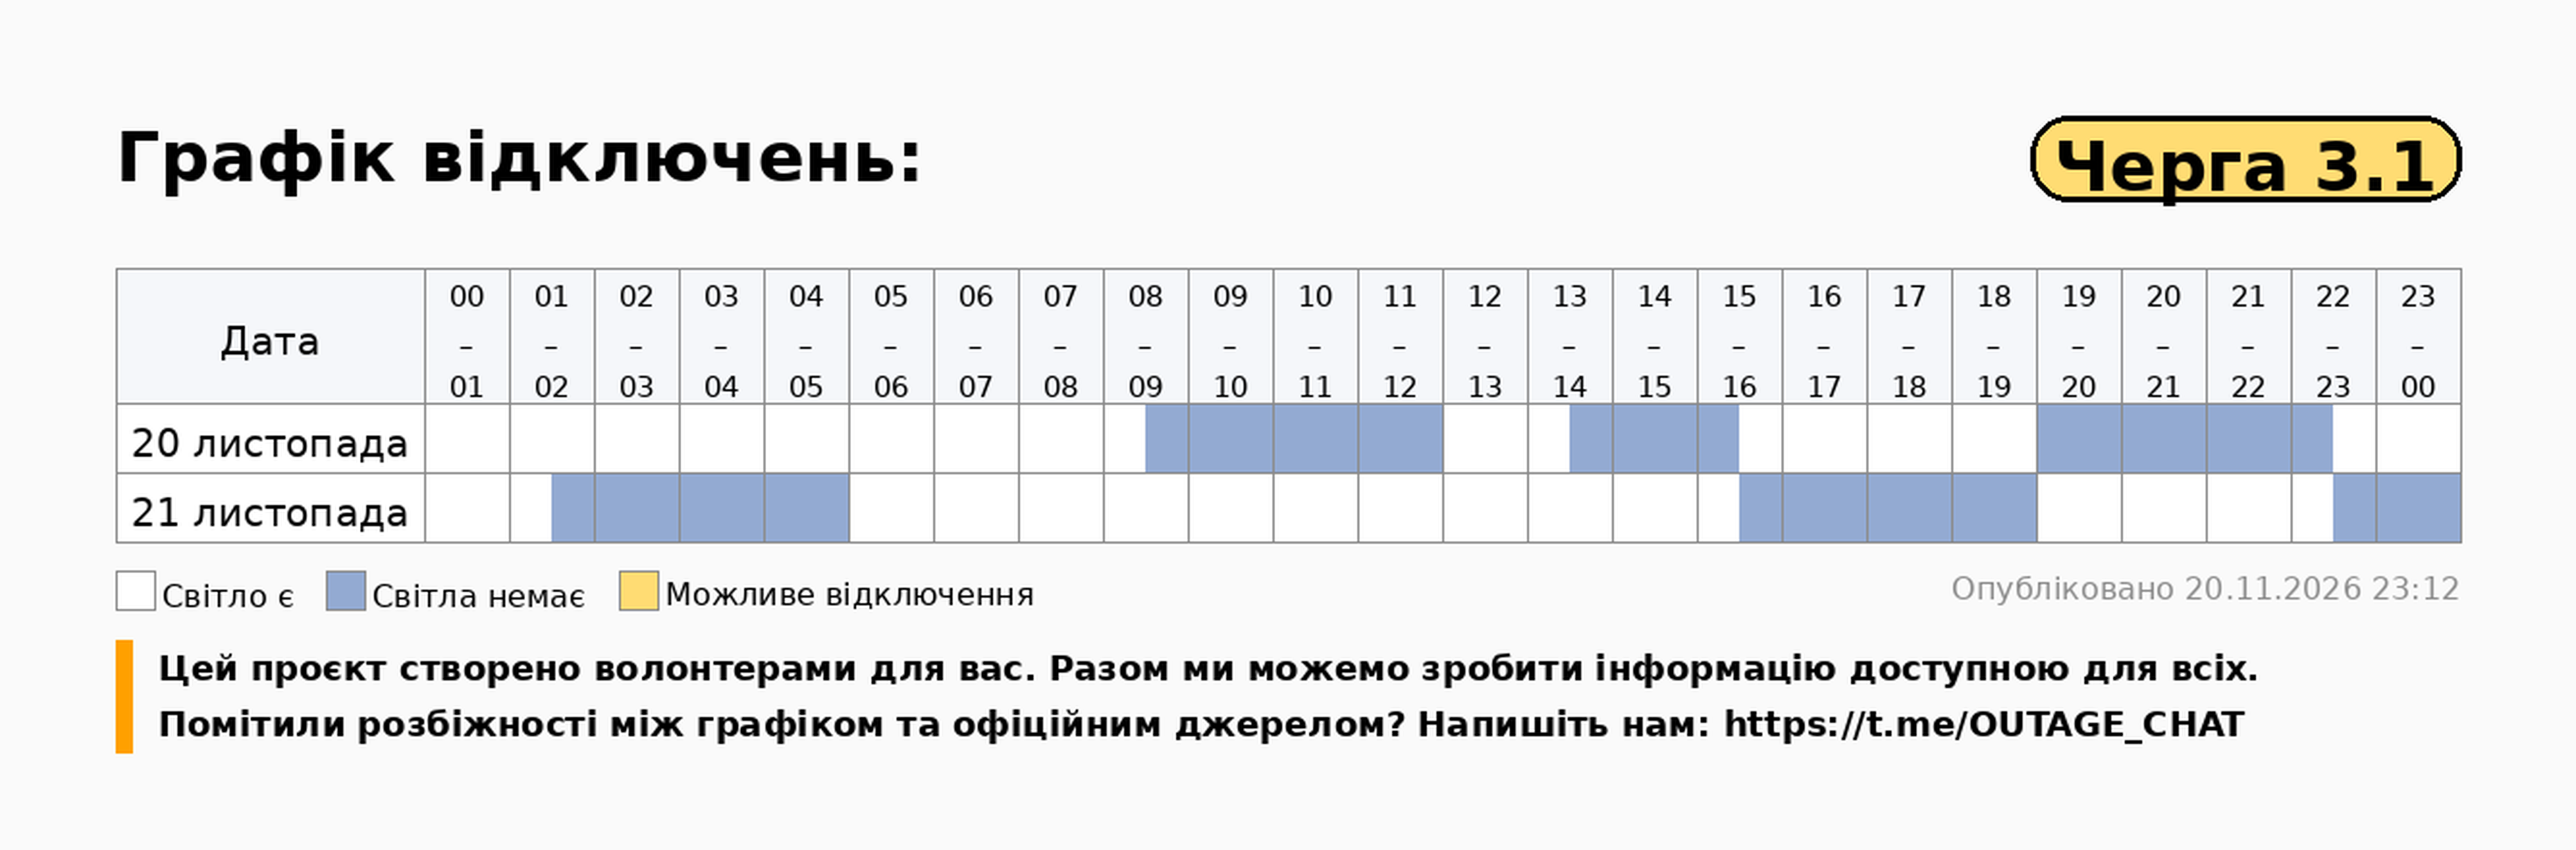 Графік відключень:
Черга 3.1
Дата 00 – 01 01 – 02 02 – 03 03 – 04 04 – 05 05 – 06 06 – 07 07 – 08 08 – 09 09 – 10 10 – 11 11 – 12 12 – 13 13 – 14 14 – 15 15 – 16 16 – 17 17 – 18 18 – 19 19 – 20 20 – 21 21 – 22 22 – 23 23 – 00
20 листопада
21 листопада
Світло є Світла немає Можливе відключення
Опубліковано 20.11.2026 23:12
Цей проєкт створено волонтерами для вас. Разом ми можемо зробити інформацію доступною для всіх.
Помітили розбіжності між графіком та офіційним джерелом? Напишіть нам: https://t.me/OUTAGE_CHAT